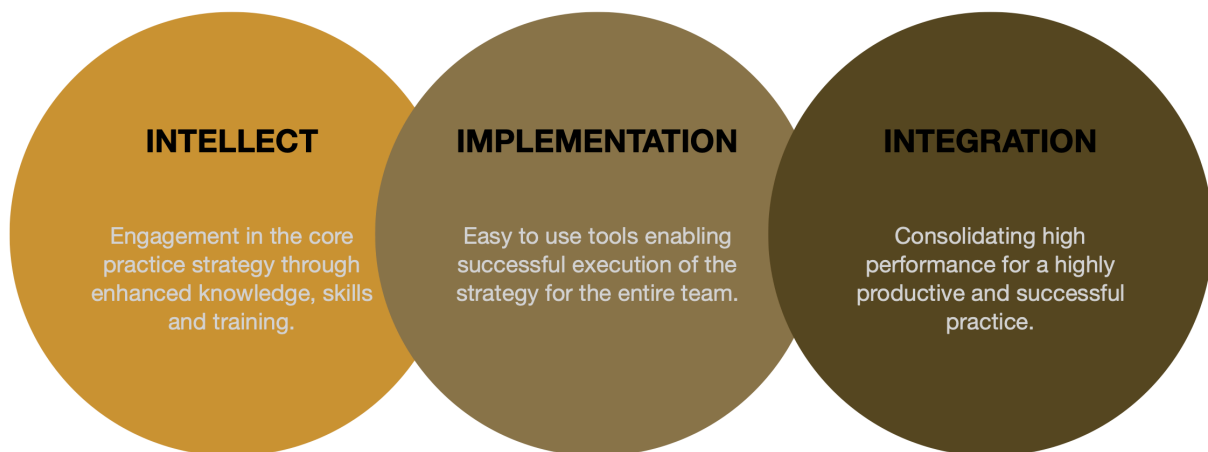 INTELLECT
Engagement in the core
practice strategy through
enhanced knowledge, skills
and training.
IMPLEMENTATION
Easy to use tools enabling
successful execution of the
strategy for the entire team.
INTEGRATION
Consolidating high
performance for a highly
productive and successful
practice.